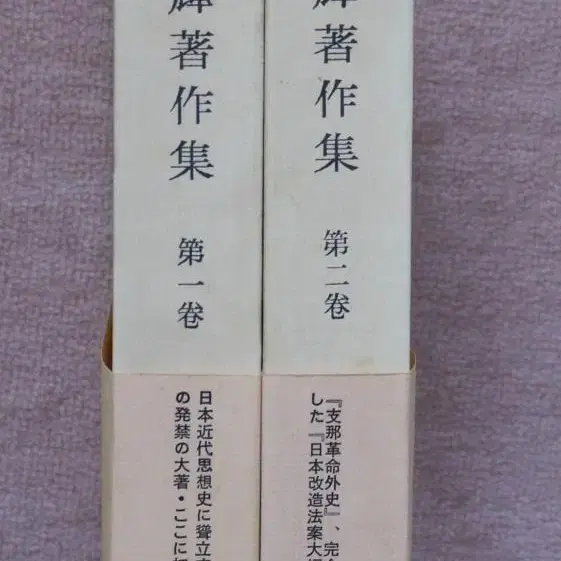 輝著作集
第一巻
日本近代思想史に聳立
の発禁の大著・ここに
輝著作集
第二巻
『支那革命外史』、完
した『日本改造法案大